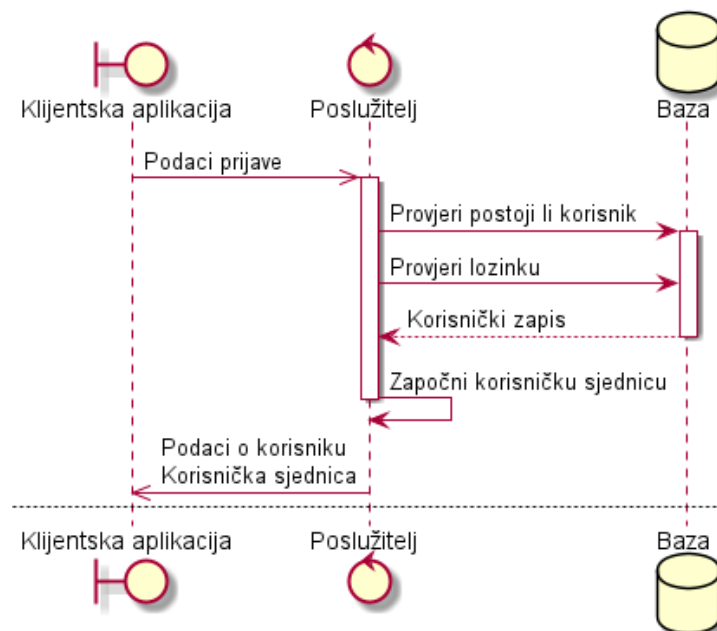 Klijentska aplikacija
Poslužitelj
Baza
Podaci prijave
Provjeri postoji li korisnik
Provjeri lozinku
Korisnički zapis
Započni korisničku sjednicu
Podaci o korisniku
Korisnička sjednica
Klijentska aplikacija
Poslužitelj
Baza